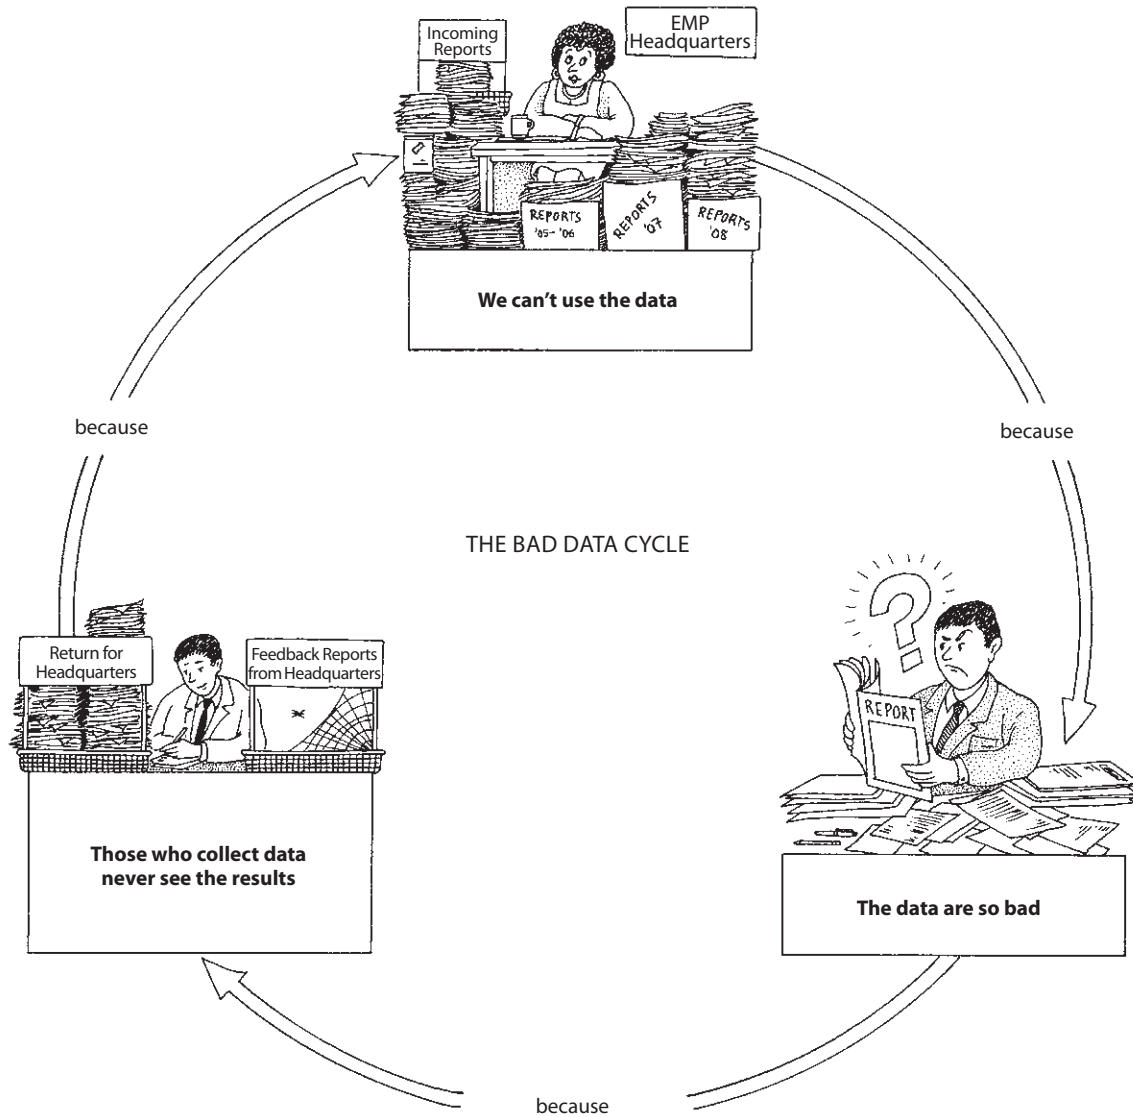 Incoming
Reports
EMP
Headquarters
REPORTS
'05–'06
REPORTS
'07
REPORTS
'08
We can't use the data
because
because
THE BAD DATA CYCLE
Return for
Headquarters
Feedback Reports
from Headquarters
REPORT
Those who collect data
never see the results
The data are so bad
because